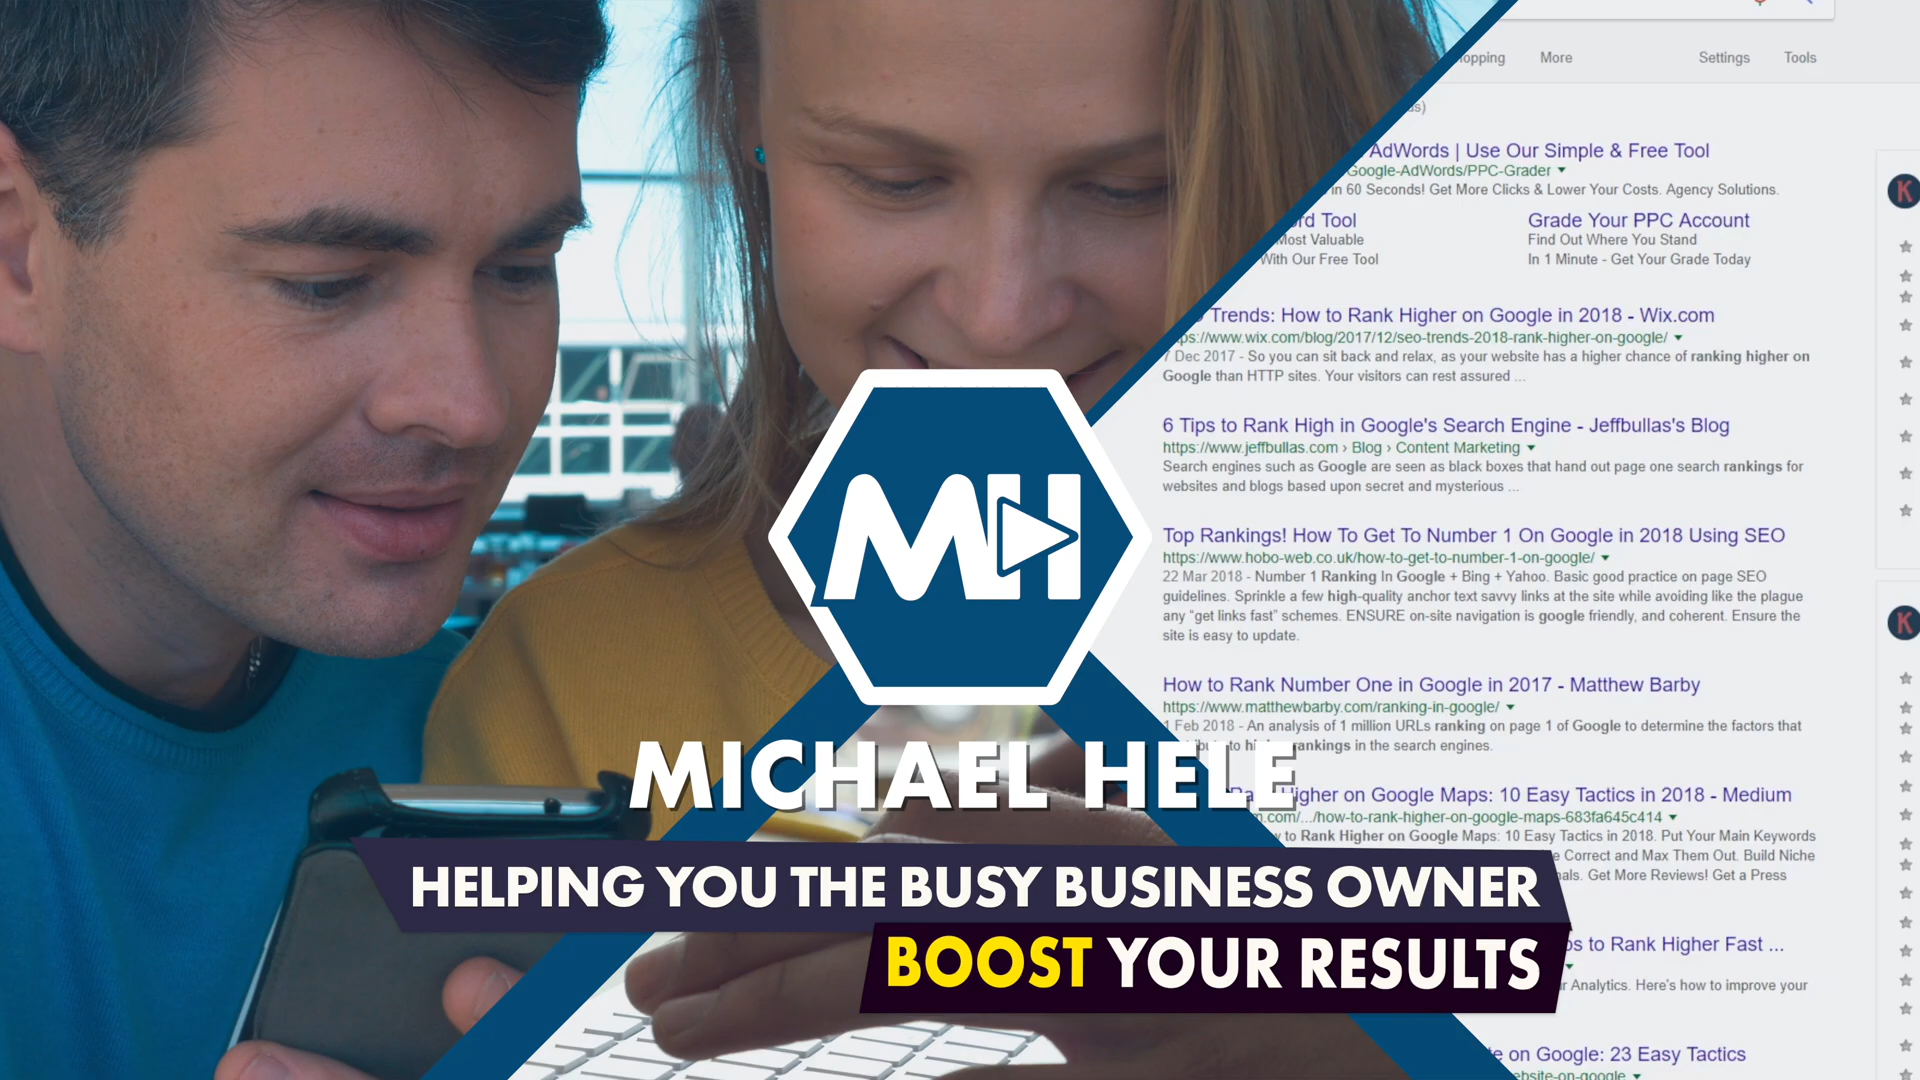 opping More Settings Tools
ds)
AdWords | Use Our Simple & Free Tool
Google-AdWords/PPC-Grader
in 60 Seconds! Get More Clicks & Lower Your Costs. Agency Solutions.
rd Tool Grade Your PPC Account
Most Valuable Find Out Where You Stand
With Our Free Tool In 1 Minute - Get Your Grade Today
K
Trends: How to Rank Higher on Google in 2018 - Wix.com
ps://www.wix.com/blog/2017/12/seo-trends-2018-rank-higher-on-google/
7 Dec 2017 - So you can sit back and relax, as your website has a higher chance of ranking higher on
Google than HTTP sites. Your visitors can rest assured ...
6 Tips to Rank High in Google's Search Engine - Jeffbullas's Blog
https://www.jeffbullas.com › Blog › Content Marketing
Search engines such as Google are seen as black boxes that hand out page one search rankings for
websites and blogs based upon secret and mysterious ...
MH
Top Rankings! How To Get To Number 1 On Google in 2018 Using SEO
https://www.hobo-web.co.uk/how-to-get-to-number-1-on-google/
22 Mar 2018 - Number 1 Ranking In Google + Bing + Yahoo. Basic good practice on page SEO
guidelines. Sprinkle a few high-quality anchor text savvy links at the site while avoiding like the plague
any “get links fast” schemes. ENSURE on-site navigation is google friendly, and coherent. Ensure the
site is easy to update.
K
How to Rank Number One in Google in 2017 - Matthew Barby
https://www.matthewbarby.com/ranking-in-google/
1 Feb 2018 - An analysis of 1 million URLs ranking on page 1 of Google to determine the factors that
to rankings in the search engines.
MICHAEL HELE
Ra igher on Google Maps: 10 Easy Tactics in 2018 - Medium
m.com/.../how-to-rank-higher-on-google-maps-683fa645c414
to Rank Higher on Google Maps: 10 Easy Tactics in 2018. Put Your Main Keywords
e Correct and Max Them Out. Build Niche
nals. Get More Reviews! Get a Press
HELPING YOU THE BUSY BUSINESS OWNER
BOOST YOUR RESULTS
os to Rank Higher Fast ...
r Analytics. Here's how to improve your
te on Google: 23 Easy Tactics
ebsite-on-google